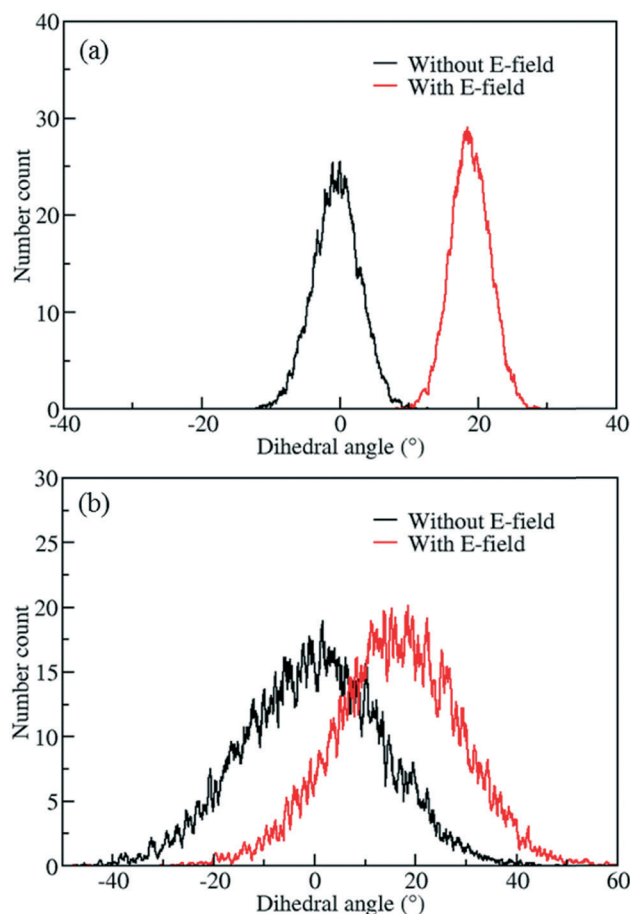 (a)
Without E-field
With E-field
40
30
20
10
0
Number count
-40
-20
0
20
40
Dihedral angle (°)
(b)
Without E-field
With E-field
30
25
20
15
10
5
0
Number count
-40
-20
0
20
40
60
Dihedral angle (°)